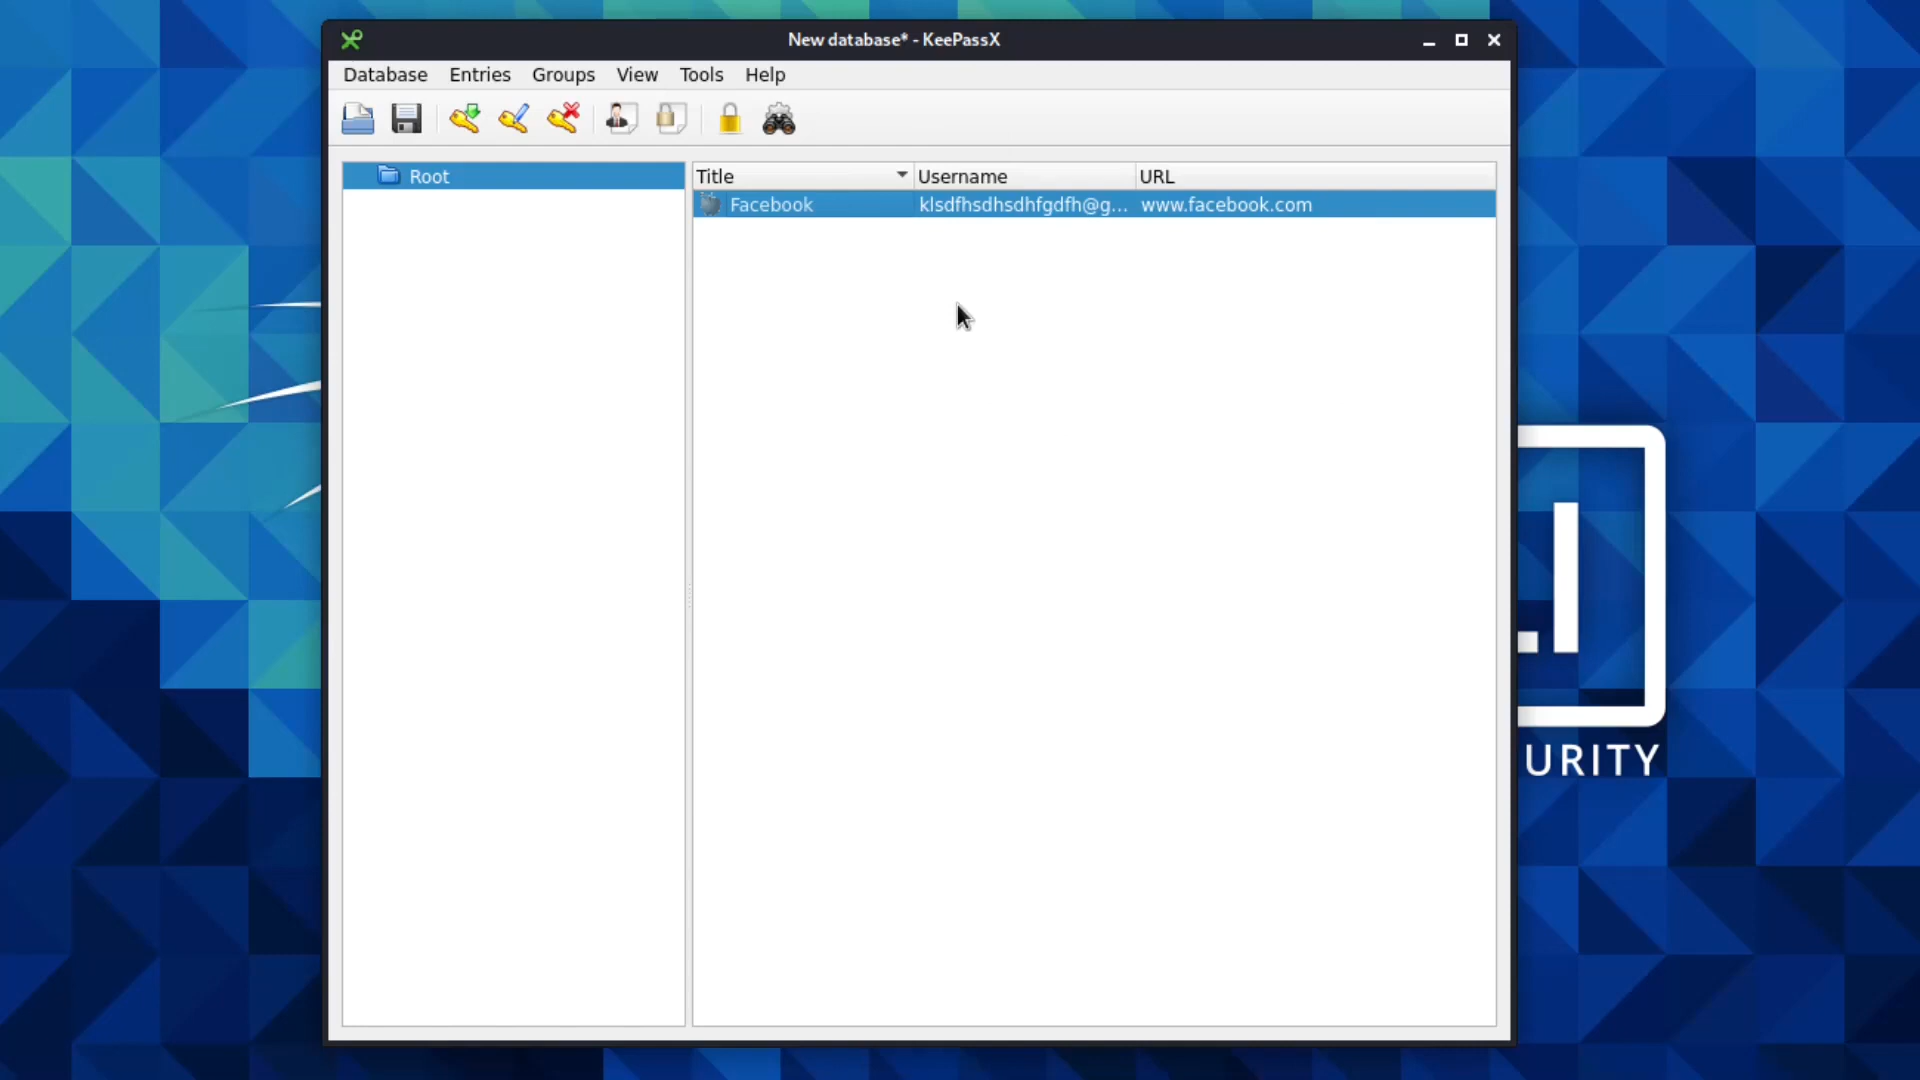 New database* - KeePassX
Database Entries Groups View Tools Help
Root
Title Username URL
Facebook klsdfhsdhsdhfgdfh@g... www.facebook.com
LI
URITY